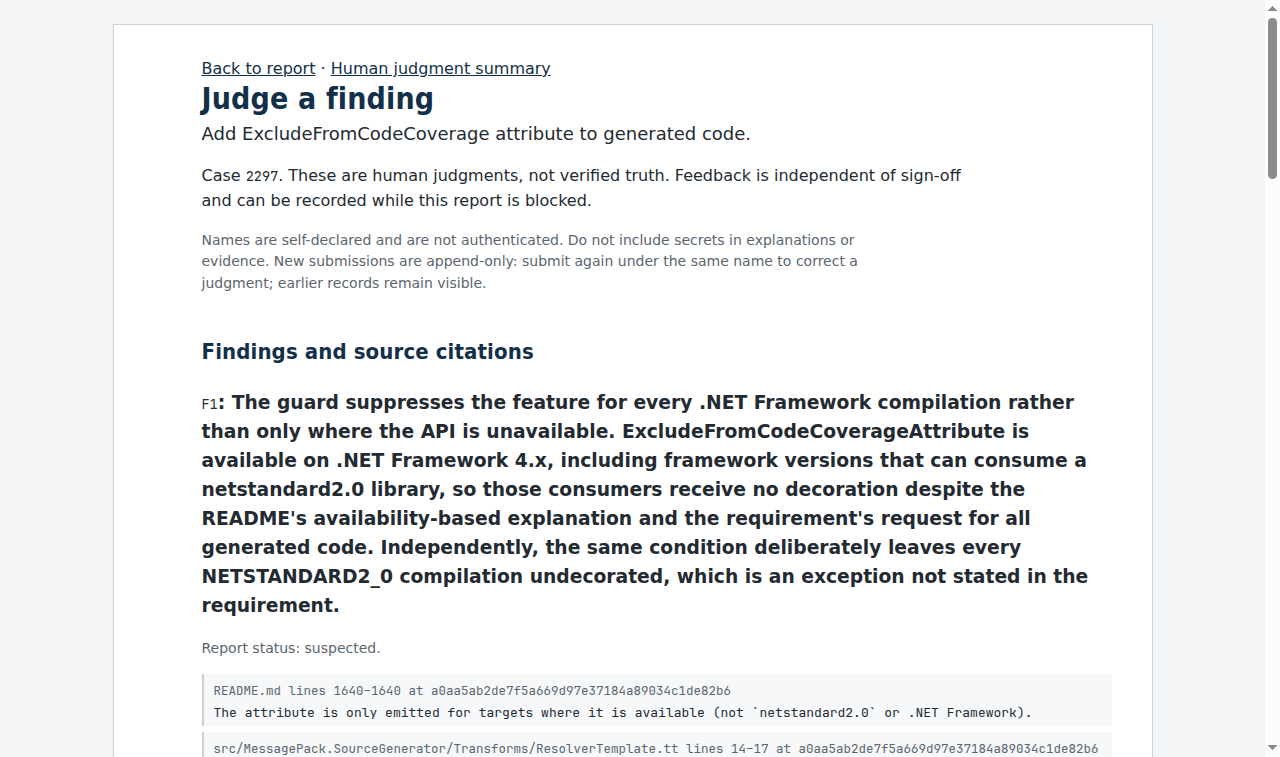 Back to report · Human judgment summary
Judge a finding
Add ExcludeFromCodeCoverage attribute to generated code.
Case 2297. These are human judgments, not verified truth. Feedback is independent of sign-off
and can be recorded while this report is blocked.
Names are self-declared and are not authenticated. Do not include secrets in explanations or
evidence. New submissions are append-only: submit again under the same name to correct a
judgment; earlier records remain visible.
Findings and source citations
F1: The guard suppresses the feature for every .NET Framework compilation rather
than only where the API is unavailable. ExcludeFromCodeCoverageAttribute is
available on .NET Framework 4.x, including framework versions that can consume a
netstandard2.0 library, so those consumers receive no decoration despite the
README's availability-based explanation and the requirement's request for all
generated code. Independently, the same condition deliberately leaves every
NETSTANDARD2_0 compilation undecorated, which is an exception not stated in the
requirement.
Report status: suspected.
README.md lines 1640-1640 at a0aa5ab2de7f5a669d97e37184a89034c1de82b6
The attribute is only emitted for targets where it is available (not `netstandard2.0` or .NET Framework).
src/MessagePack.SourceGenerator/Transforms/ResolverTemplate.tt lines 14-17 at a0aa5ab2de7f5a669d97e37184a89034c1de82b6